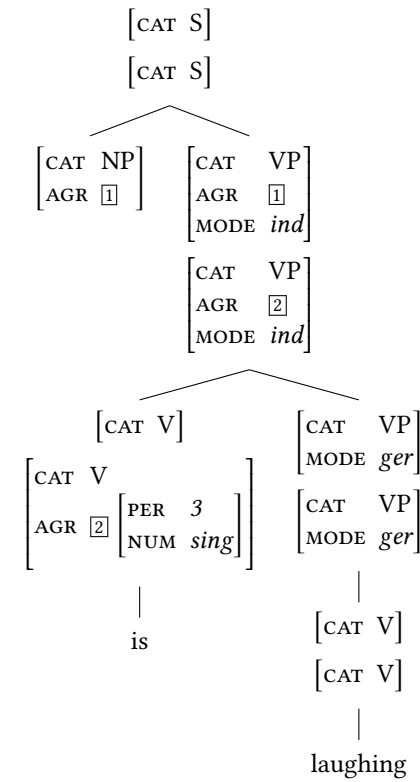 [CAT S]
[CAT S]
[CAT NP] [CAT VP]
[AGR 1] [AGR 1]
[MODE ind]
[CAT VP]
[AGR 2]
[MODE ind]
[CAT V] [CAT VP]
[MODE ger]
[CAT V
AGR 2 [PER 3
NUM sing]]
[CAT VP]
[MODE ger]
is
[CAT V]
[CAT V]
laughing